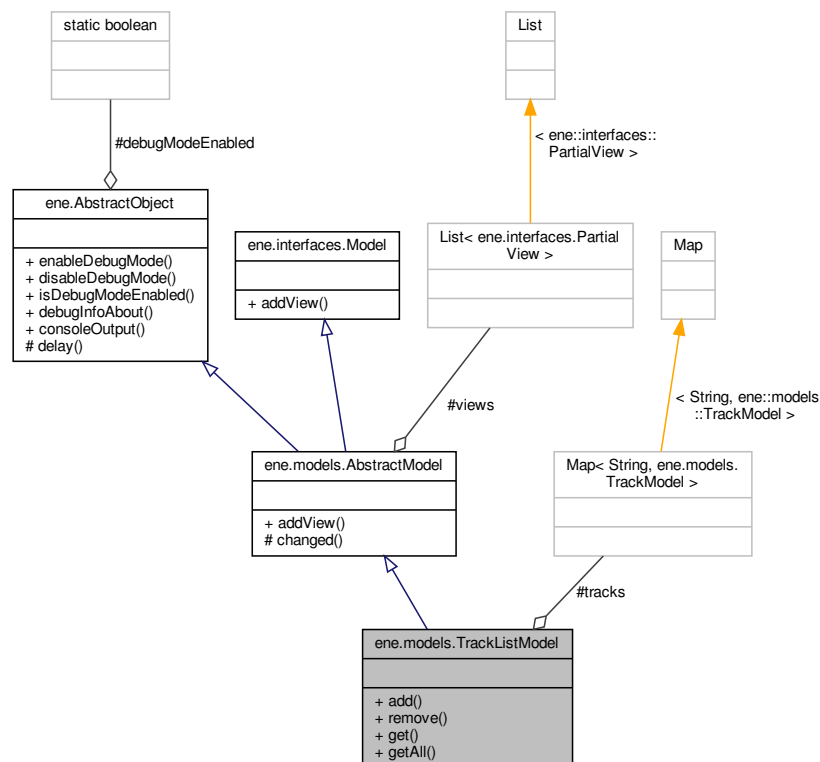 static boolean
List
#debugModeEnabled
< ene::interfaces::
PartialView >
ene.AbstractObject
+ enableDebugMode()
+ disableDebugMode()
+ isDebugModeEnabled()
+ debugInfoAbout()
+ consoleOutput()
# delay()
ene.interfaces.Model
+ addView()
List< ene.interfaces.Partial
View >
Map
#views
< String, ene::models
::TrackModel >
ene.models.AbstractModel
+ addView()
# changed()
Map< String, ene.models.
TrackModel >
#tracks
ene.models.TrackListModel
+ add()
+ remove()
+ get()
+ getAll()